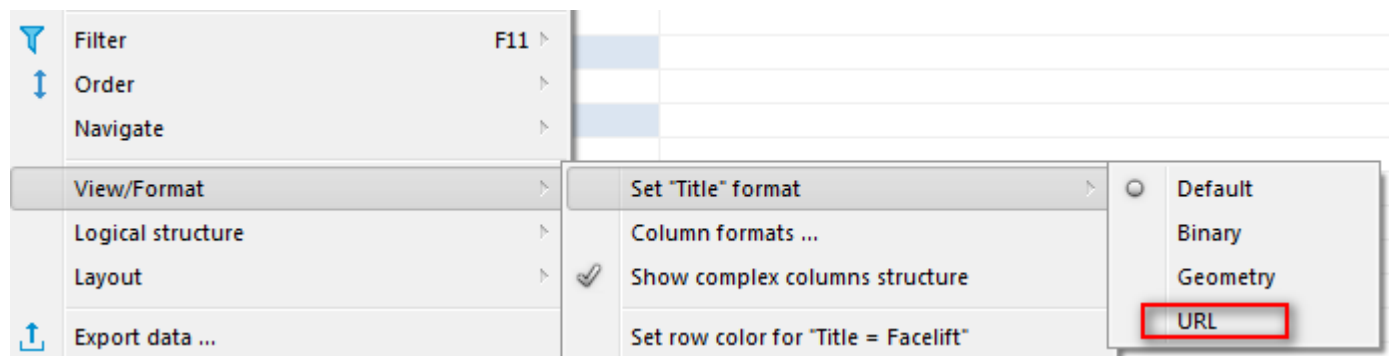 Filter F11
Order
Navigate
View/Format
Logical structure
Layout
Export data ...
Set "Title" format
Column formats ...
Show complex columns structure
Set row color for "Title = Facelift"
Default
Binary
Geometry
URL